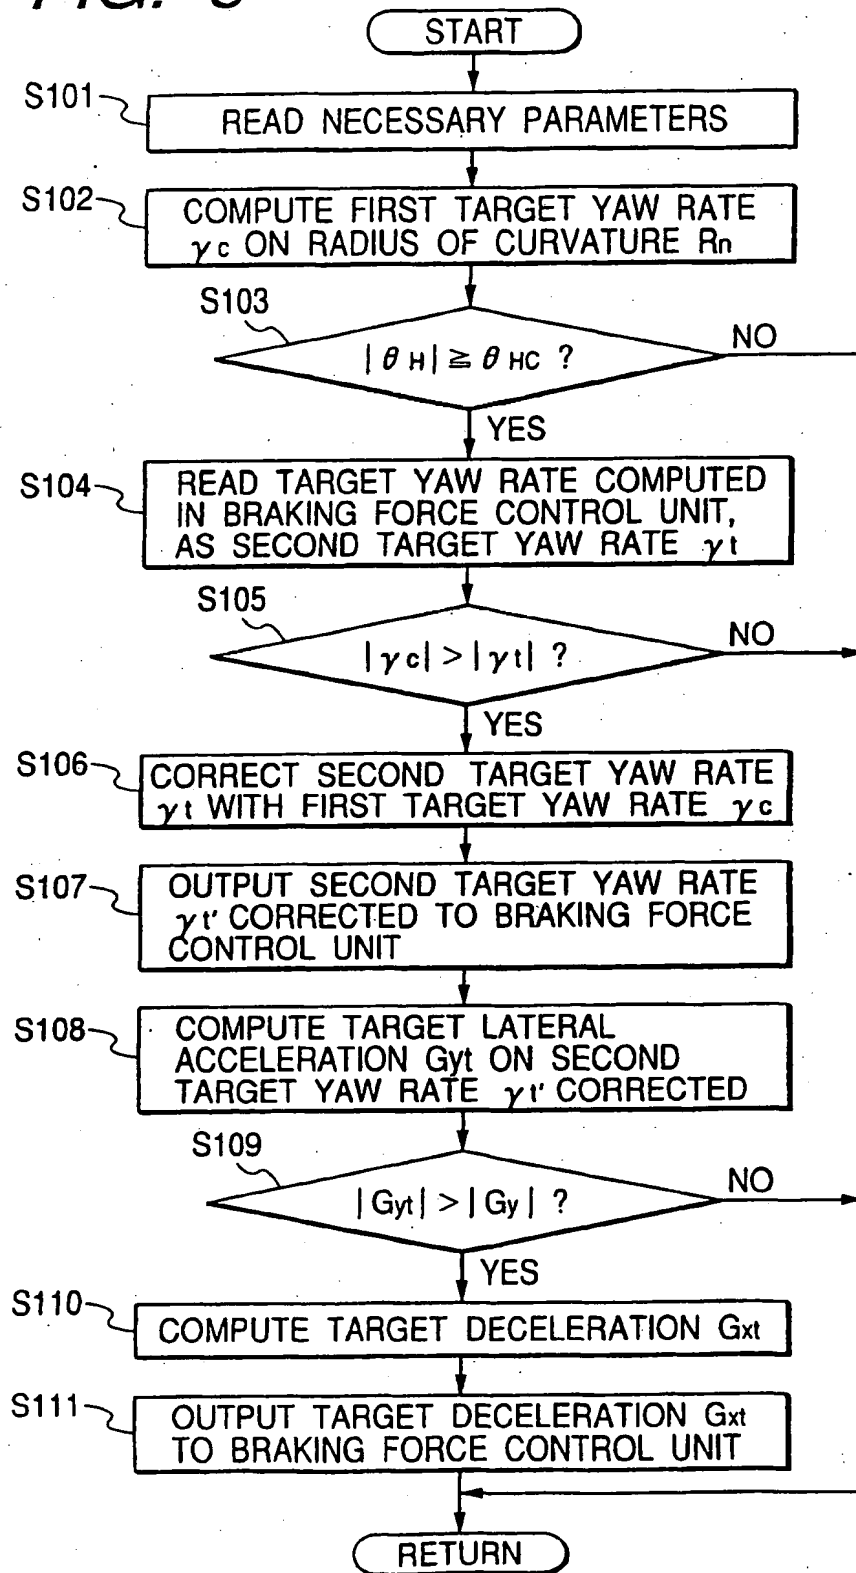 FIG.
START
S101
READ NECESSARY PARAMETERS
S102
COMPUTE FIRST TARGET YAW RATE
γc ON RADIUS OF CURVATURE Rn
S103
|θH| ≧ θHC ?
NO
YES
S104
READ TARGET YAW RATE COMPUTED
IN BRAKING FORCE CONTROL UNIT,
AS SECOND TARGET YAW RATE γt
S105
|γc| > |γt| ?
NO
YES
S106
CORRECT SECOND TARGET YAW RATE
γt WITH FIRST TARGET YAW RATE γc
S107
OUTPUT SECOND TARGET YAW RATE
γt' CORRECTED TO BRAKING FORCE
CONTROL UNIT
S108
COMPUTE TARGET LATERAL
ACCELERATION Gyt ON SECOND
TARGET YAW RATE γt' CORRECTED
S109
|Gyt| > |Gy| ?
NO
YES
S110
COMPUTE TARGET DECELERATION Gxt
S111
OUTPUT TARGET DECELERATION Gxt
TO BRAKING FORCE CONTROL UNIT
RETURN